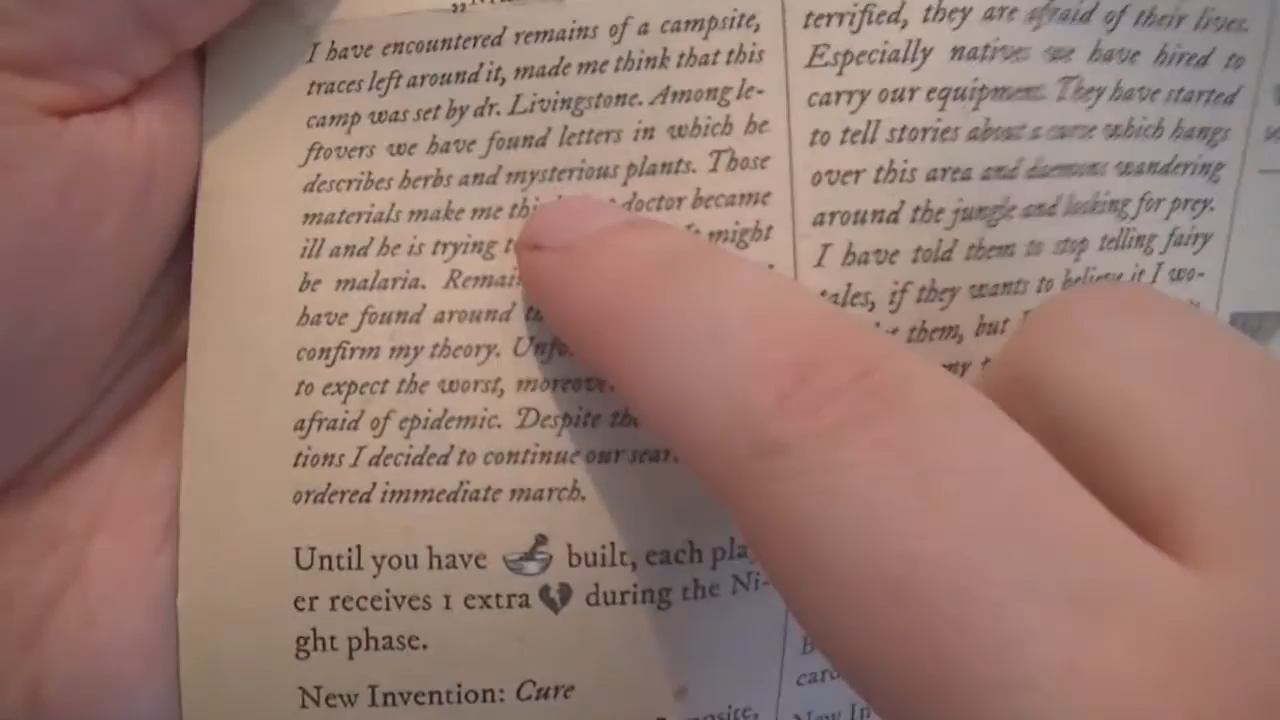 I have encountered remains of a campsite,
traces left around it, made me think that this
camp was set by dr. Livingstone. Among le-
ftovers we have found letters in which he
describes herbs and mysterious plants. Those
materials make me doctor became
ill and he is trying might
be malaria.
have found around
confirm my theory.
to expect the worst,
afraid of epidemic. Despite
tions I decided to continue our
ordered immediate march.
Until you have built, each
er receives 1 extra during the Ni-
ght phase.
New Invention: Cure
terrified, they are afraid of their lives.
Especially natives we have hired to
carry our equipment. They have started
to tell stories about a curse which hangs
over this area and daemons wandering
around the jungle and looking for prey.
I have told them to stop telling fairy
tales, if they wants to believe it I wo-
them, but
my